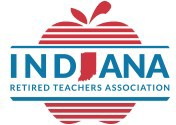 INDIANA
RETIRED TEACHERS ASSOCIATION